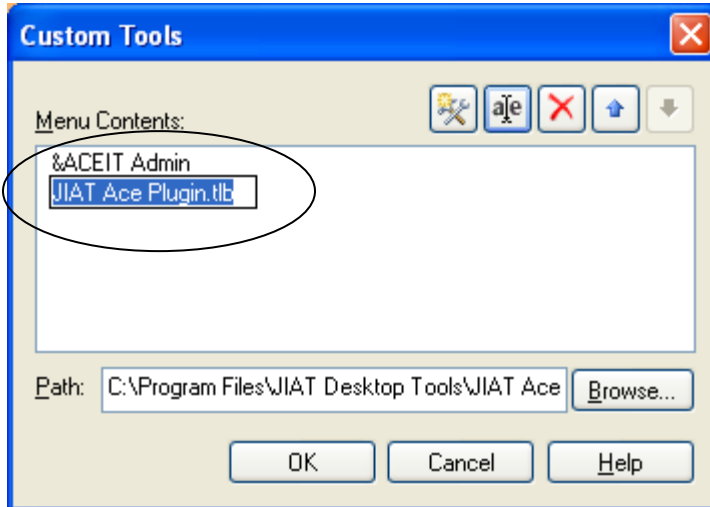 Custom Tools
Menu Contents:
a|e
&ACEIT Admin
JIAT Ace Plugin.tlb
Path: C:\Program Files\JIAT Desktop Tools\JIAT Ace Browse...
OK Cancel Help